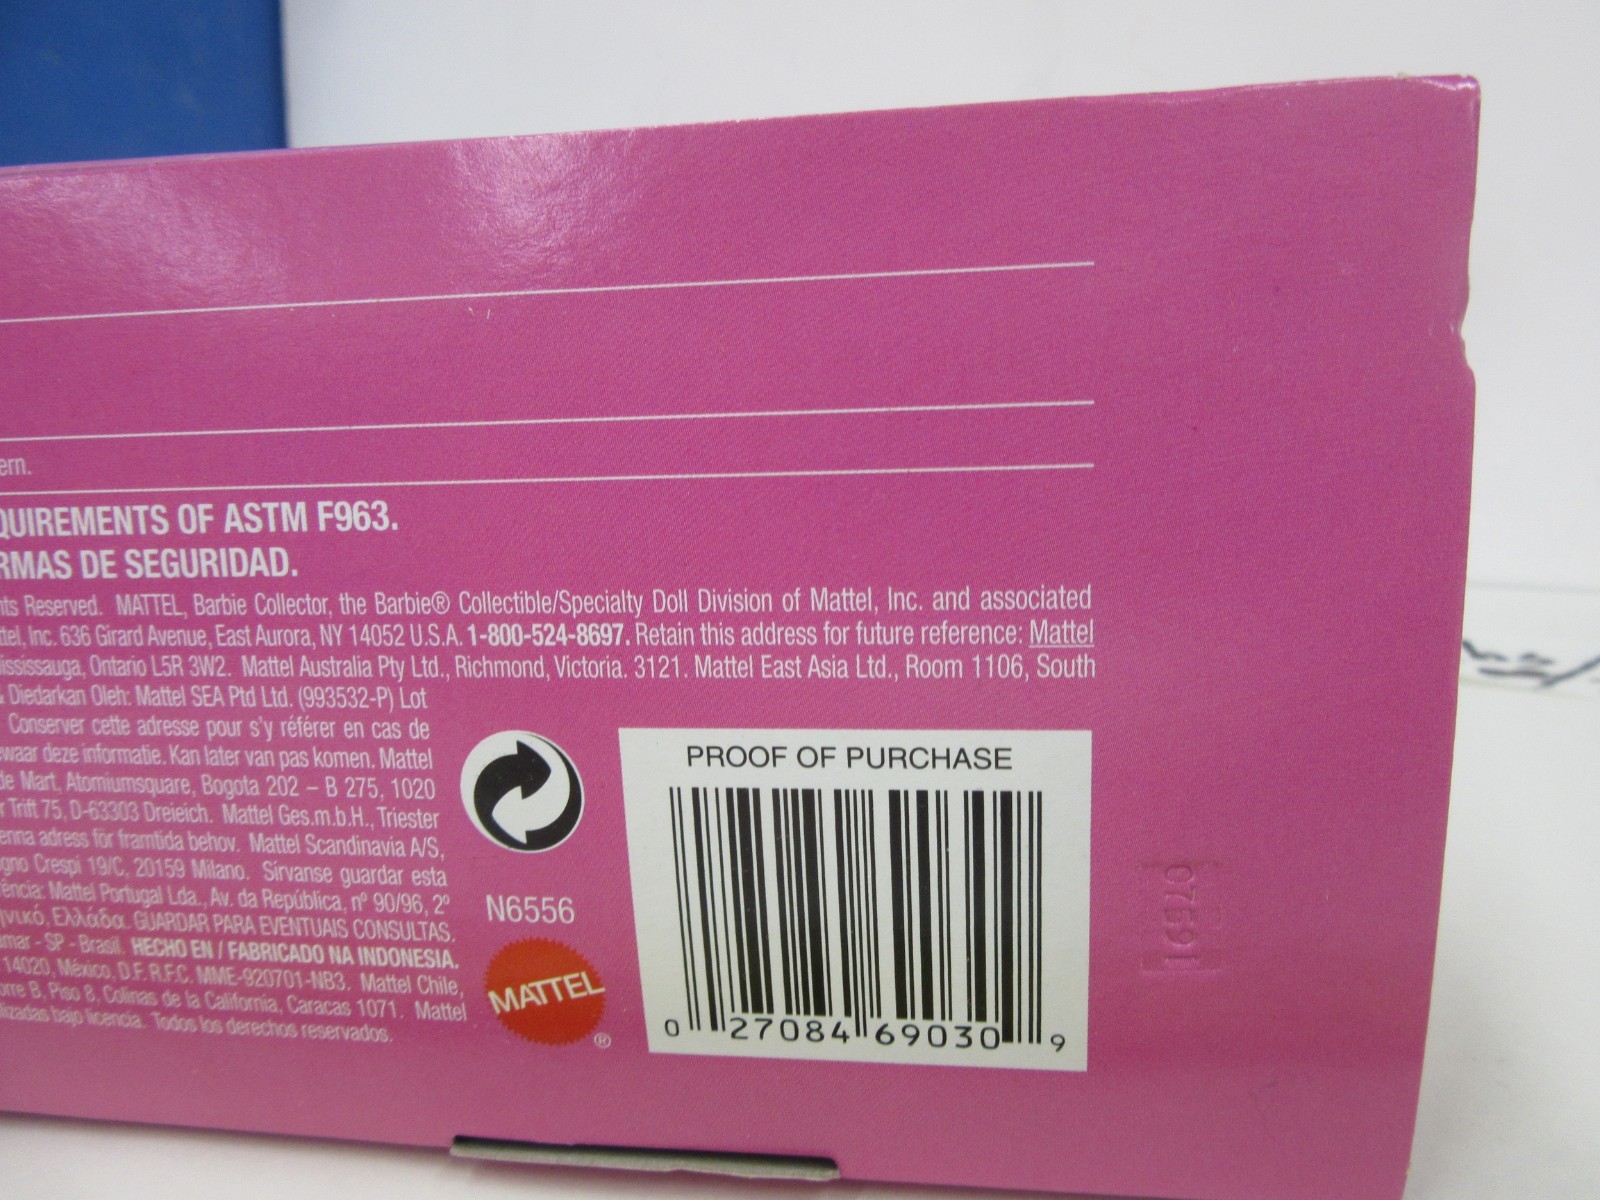 ern.
QUIREMENTS OF ASTM F963.
RMAS DE SEGURIDAD.
nts Reserved. MATTEL, Barbie Collector, the Barbie® Collectible/Specialty Doll Division of Mattel, Inc. and associated
tel, Inc. 636 Girard Avenue, East Aurora, NY 14052 U.S.A. 1-800-524-8697. Retain this address for future reference: Mattel
ississauga, Ontario L5R 3W2. Mattel Australia Pty Ltd., Richmond, Victoria. 3121. Mattel East Asia Ltd., Room 1106, South
& Diedarkan Oleh: Mattel SEA Ptd Ltd. (993532-P) Lot
Conserver cette adresse pour s'y référer en cas de
ewaar deze informatie. Kan later van pas komen. Mattel
de Mart, Atomiumsquare, Bogota 202 – B 275, 1020
r Trift 75, D-63303 Dreieich. Mattel Ges.m.b.H., Triester
enna adress för framtida behov. Mattel Scandinavia A/S,
gno Crespi 19/C, 20159 Milano. Sírvanse guardar esta
ência: Mattel Portugal Lda., Av. da República, nº 90/96, 2º
ηνικό, Ελλάδα. GUARDAR PARA EVENTUAIS CONSULTAS.
amar - SP - Brasil. HECHO EN / FABRICADO NA INDONESIA.
14020, México, D.F. R.F.C. MME-920701-NB3. Mattel Chile,
orre B, Piso 8, Colinas de la California, Caracas 1071. Mattel
lizadas bajo licencia. Todos los derechos reservados.
N6556
MATTEL
®
PROOF OF PURCHASE
0 27084 69030 9
07591